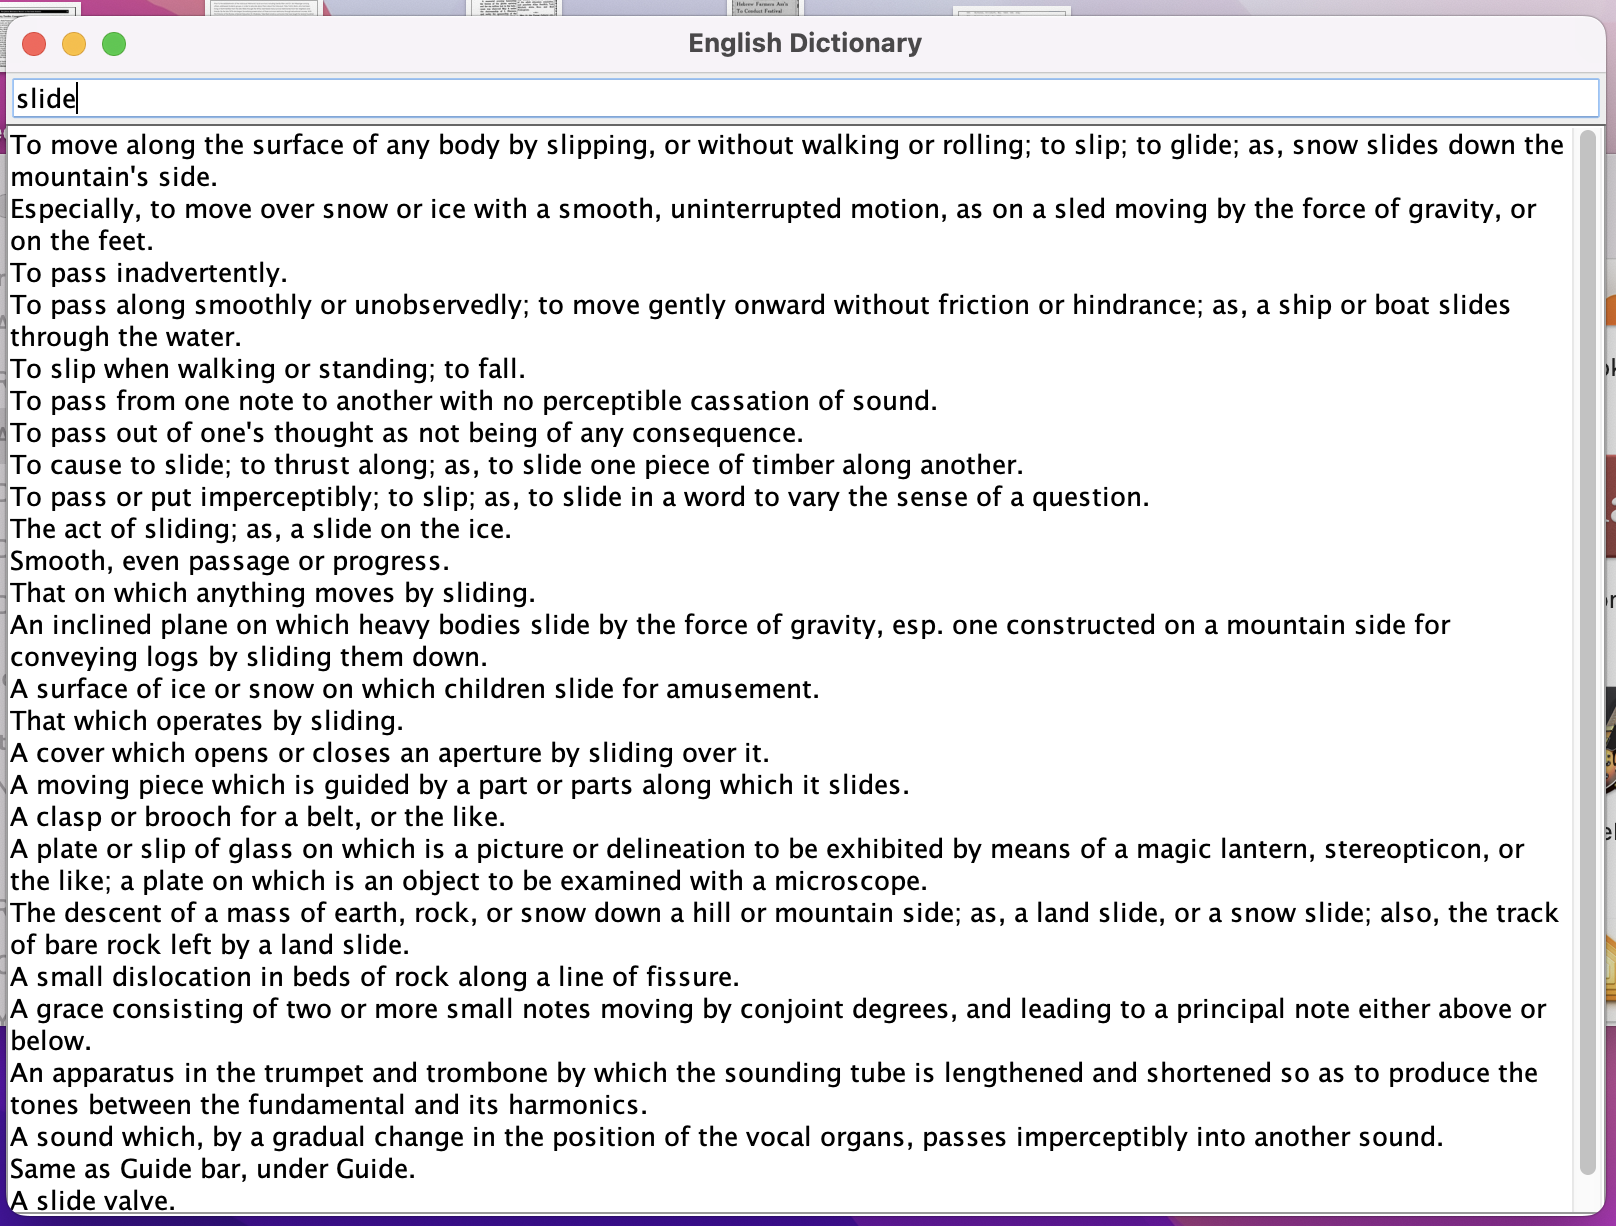 Hebrew Farmers Ass'n
To Conduct Festival
English Dictionary
slide
To move along the surface of any body by slipping, or without walking or rolling; to slip; to glide; as, snow slides down the
mountain's side.
Especially, to move over snow or ice with a smooth, uninterrupted motion, as on a sled moving by the force of gravity, or
on the feet.
To pass inadvertently.
To pass along smoothly or unobservedly; to move gently onward without friction or hindrance; as, a ship or boat slides
through the water.
To slip when walking or standing; to fall.
To pass from one note to another with no perceptible cassation of sound.
To pass out of one's thought as not being of any consequence.
To cause to slide; to thrust along; as, to slide one piece of timber along another.
To pass or put imperceptibly; to slip; as, to slide in a word to vary the sense of a question.
The act of sliding; as, a slide on the ice.
Smooth, even passage or progress.
That on which anything moves by sliding.
An inclined plane on which heavy bodies slide by the force of gravity, esp. one constructed on a mountain side for
conveying logs by sliding them down.
A surface of ice or snow on which children slide for amusement.
That which operates by sliding.
A cover which opens or closes an aperture by sliding over it.
A moving piece which is guided by a part or parts along which it slides.
A clasp or brooch for a belt, or the like.
A plate or slip of glass on which is a picture or delineation to be exhibited by means of a magic lantern, stereopticon, or
the like; a plate on which is an object to be examined with a microscope.
The descent of a mass of earth, rock, or snow down a hill or mountain side; as, a land slide, or a snow slide; also, the track
of bare rock left by a land slide.
A small dislocation in beds of rock along a line of fissure.
A grace consisting of two or more small notes moving by conjoint degrees, and leading to a principal note either above or
below.
An apparatus in the trumpet and trombone by which the sounding tube is lengthened and shortened so as to produce the
tones between the fundamental and its harmonics.
A sound which, by a gradual change in the position of the vocal organs, passes imperceptibly into another sound.
Same as Guide bar, under Guide.
A slide valve.